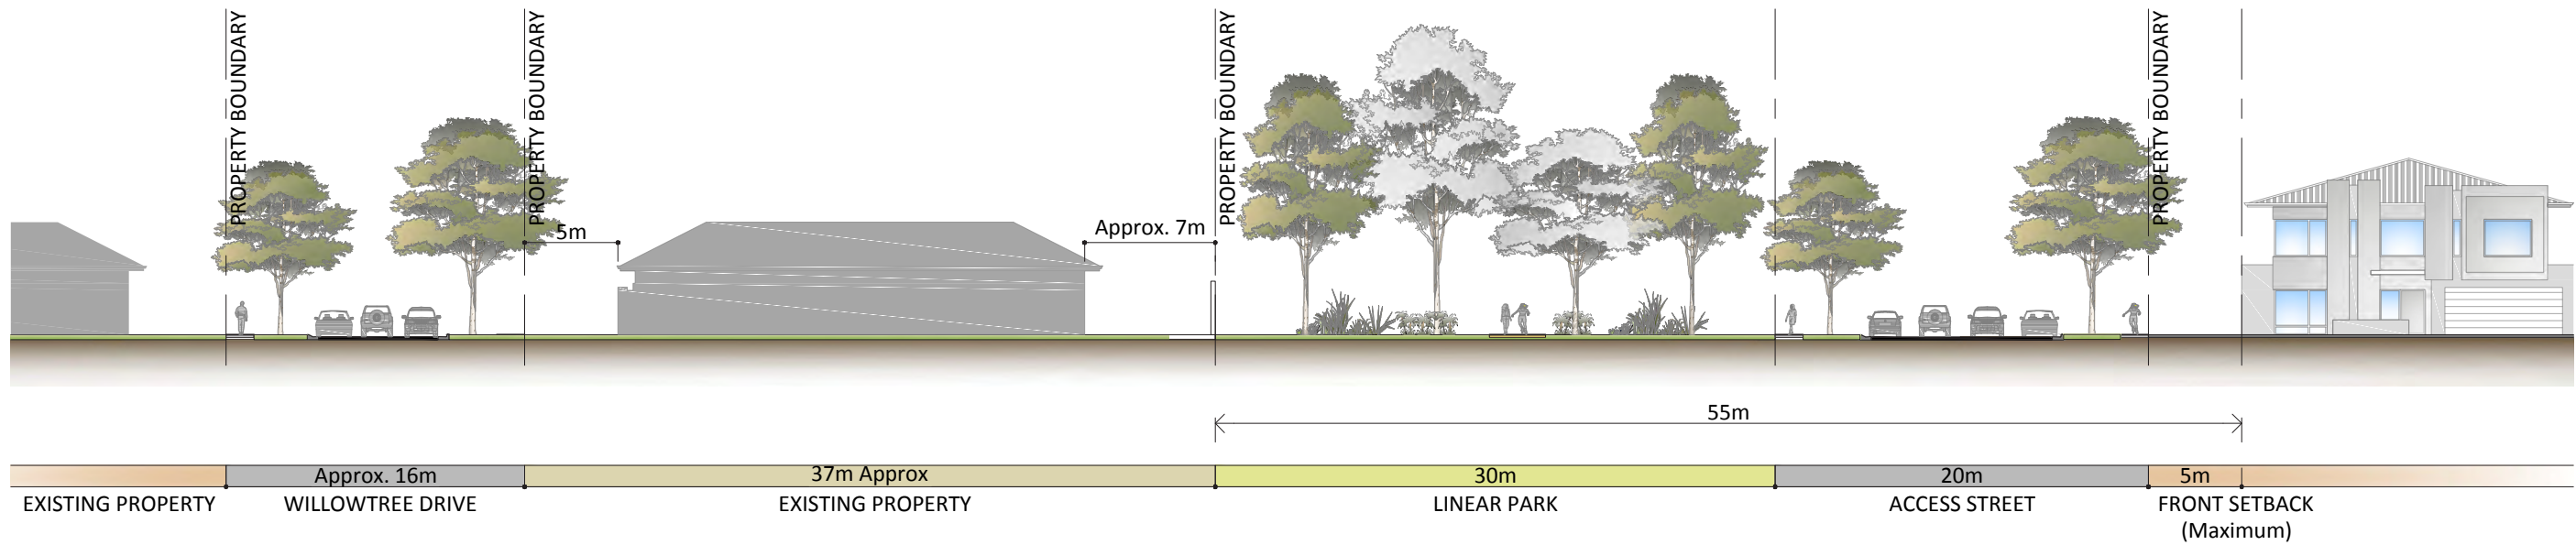 PROPERTY BOUNDARY
PROPERTY BOUNDARY
PROPERTY BOUNDARY
PROPERTY BOUNDARY
5m
Approx. 7m
55m
Approx. 16m
37m Approx
30m
20m
5m
EXISTING PROPERTY
WILLOWTREE DRIVE
EXISTING PROPERTY
LINEAR PARK
ACCESS STREET
FRONT SETBACK
(Maximum)